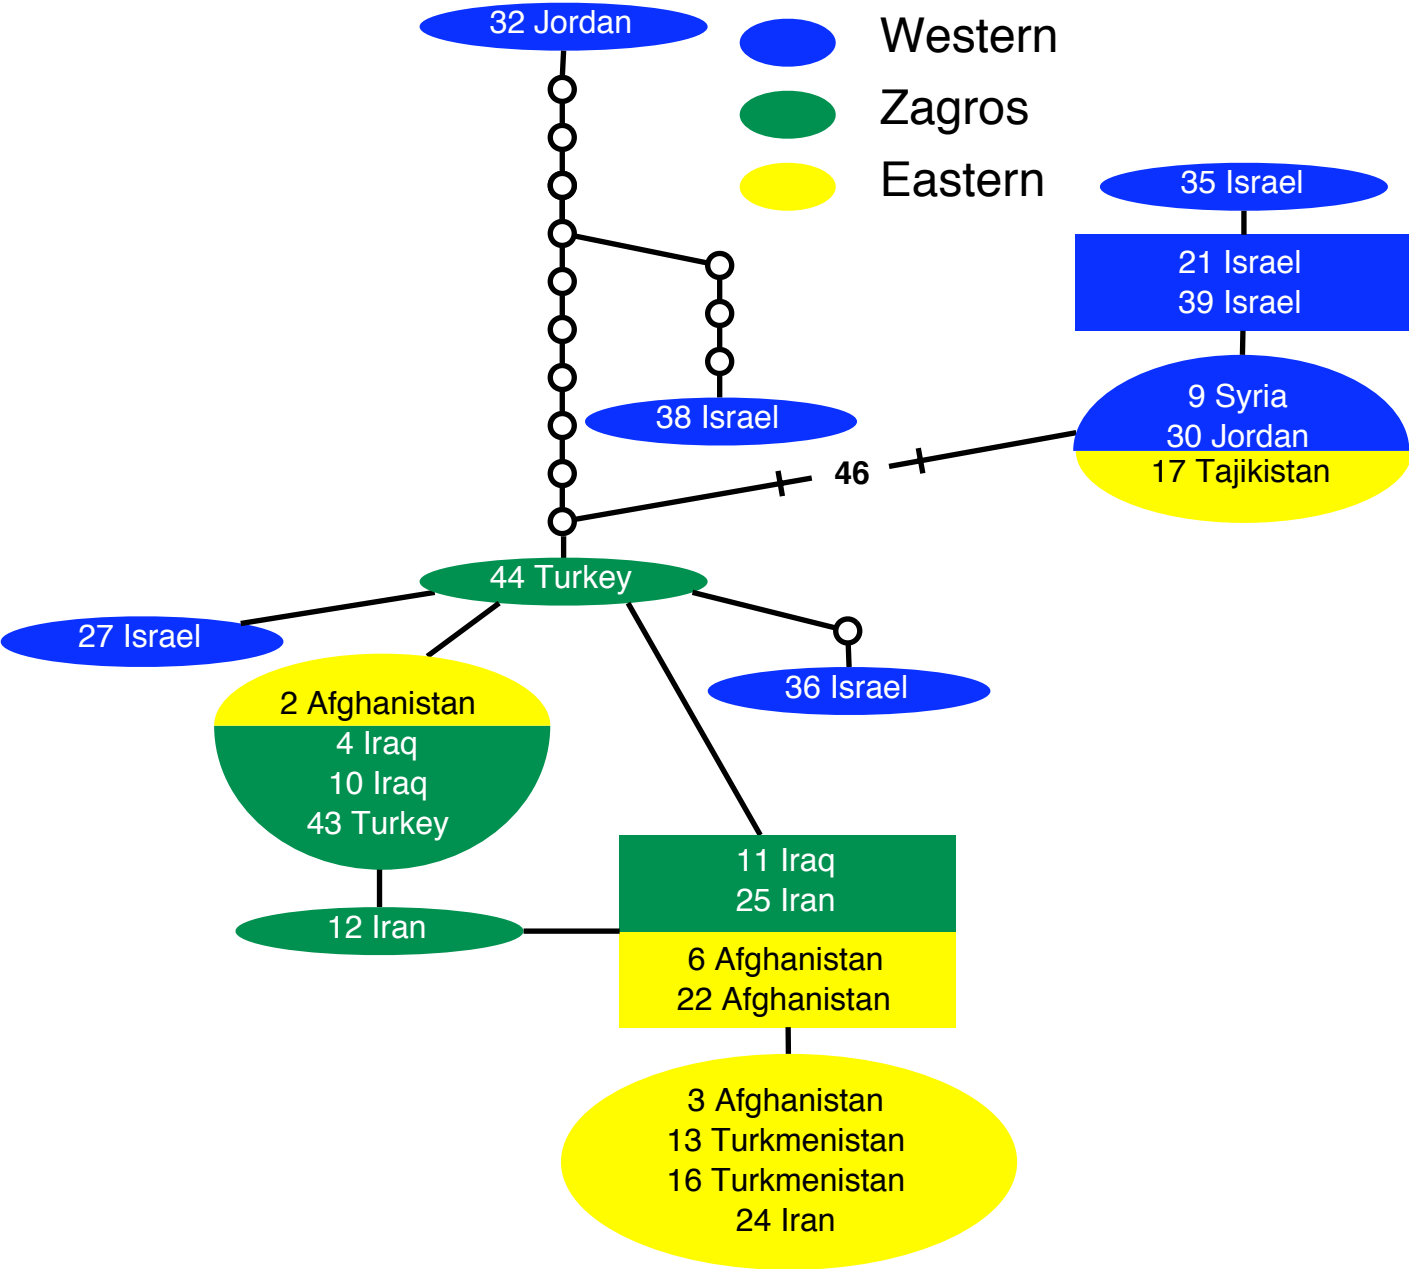 32 Jordan
Western
Zagros
Eastern
35 Israel
21 Israel
39 Israel
38 Israel
9 Syria
30 Jordan
17 Tajikistan
46
44 Turkey
27 Israel
36 Israel
2 Afghanistan
4 Iraq
10 Iraq
43 Turkey
11 Iraq
25 Iran
12 Iran
6 Afghanistan
22 Afghanistan
3 Afghanistan
13 Turkmenistan
16 Turkmenistan
24 Iran